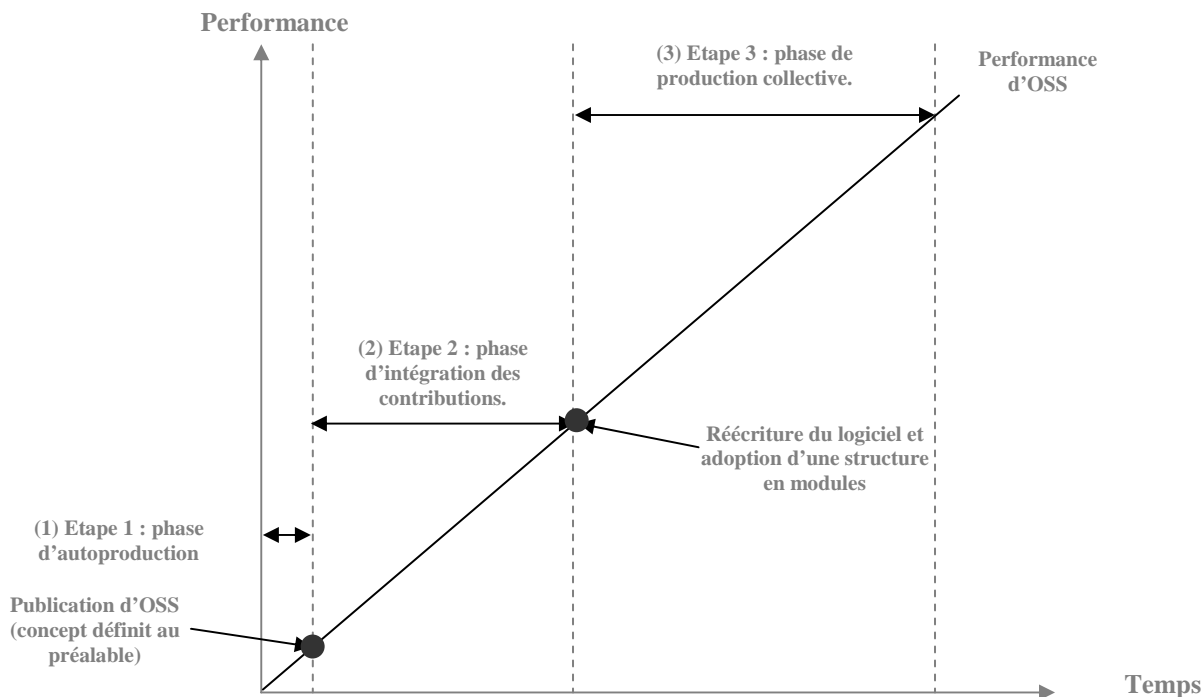 Performance
(3) Etape 3 : phase de
production collective.
Performance
d’OSS
(2) Etape 2 : phase
d’intégration des
contributions.
Réécriture du logiciel et
adoption d’une structure
en modules
(1) Etape 1 : phase
d’autoproduction
Publication d’OSS
(concept définit au
préalable)
Temps